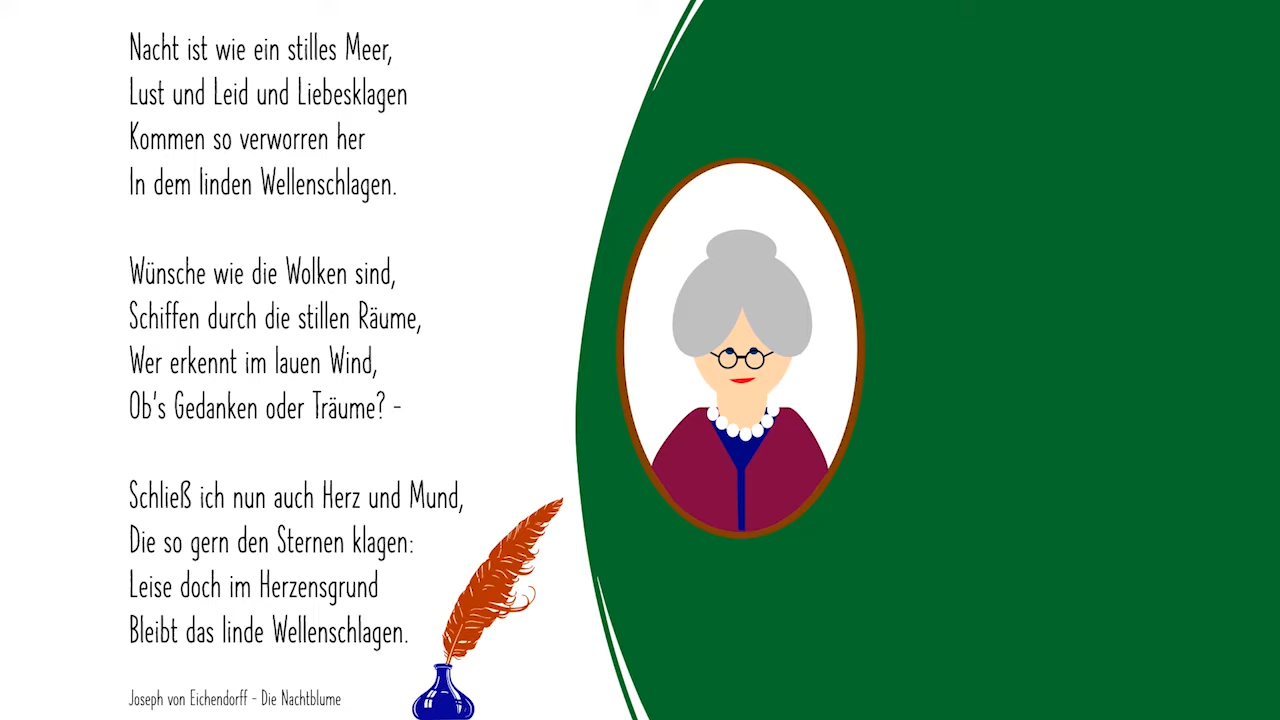 Nacht ist wie ein stilles Meer,
Lust und Leid und Liebesklagen
Kommen so verworren her
In dem linden Wellenschlagen.
Wünsche wie die Wolken sind,
Schiffen durch die stillen Räume,
Wer erkennt im lauen Wind,
Ob's Gedanken oder Träume? -
Schließ ich nun auch Herz und Mund,
Die so gern den Sternen klagen:
Leise doch im Herzensgrund
Bleibt das linde Wellenschlagen.
Joseph von Eichendorff - Die Nachtblume